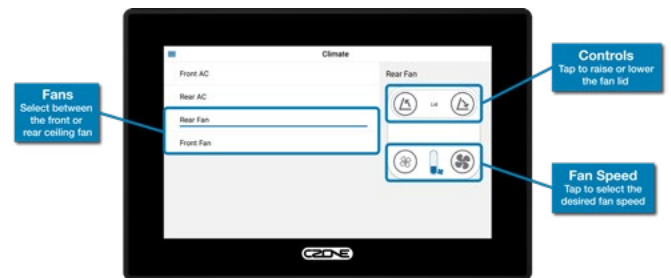 Climate
Front AC
Rear AC
Rear Fan
Front Fan
Rear Fan
Lid
CZONE
Fans
Select between
the front or
rear ceiling fan
Controls
Tap to raise or lower
the fan lid
Fan Speed
Tap to select the
desired fan speed